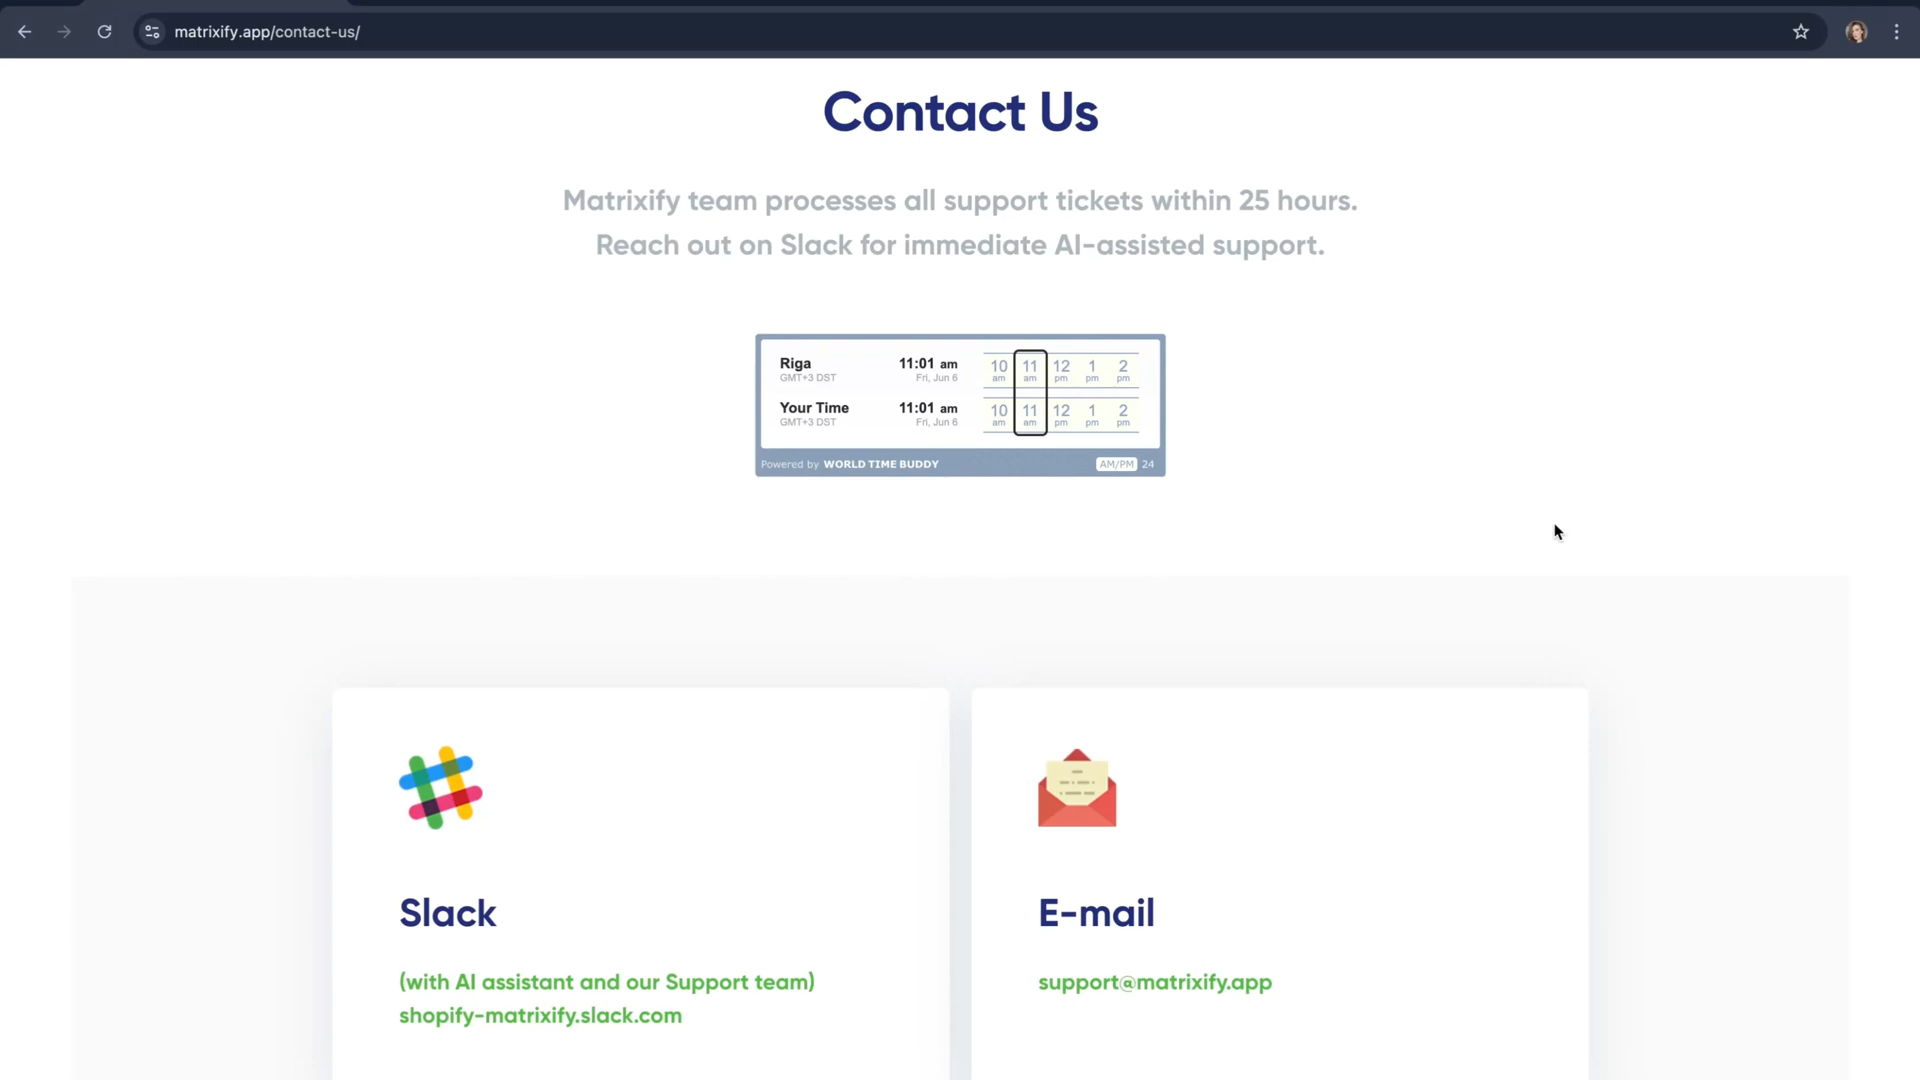 matrixify.app/contact-us/
Contact Us
Matrixify team processes all support tickets within 25 hours.
Reach out on Slack for immediate AI-assisted support.
Riga 11:01 am 10 11 12 1 2
GMT+3 DST Fri, Jun 6 am am pm pm pm
Your Time 11:01 am 10 11 12 1 2
GMT+3 DST Fri, Jun 6 am am pm pm pm
Powered by WORLD TIME BUDDY AM/PM 24
Slack
(with AI assistant and our Support team)
shopify-matrixify.slack.com
E-mail
support@matrixify.app